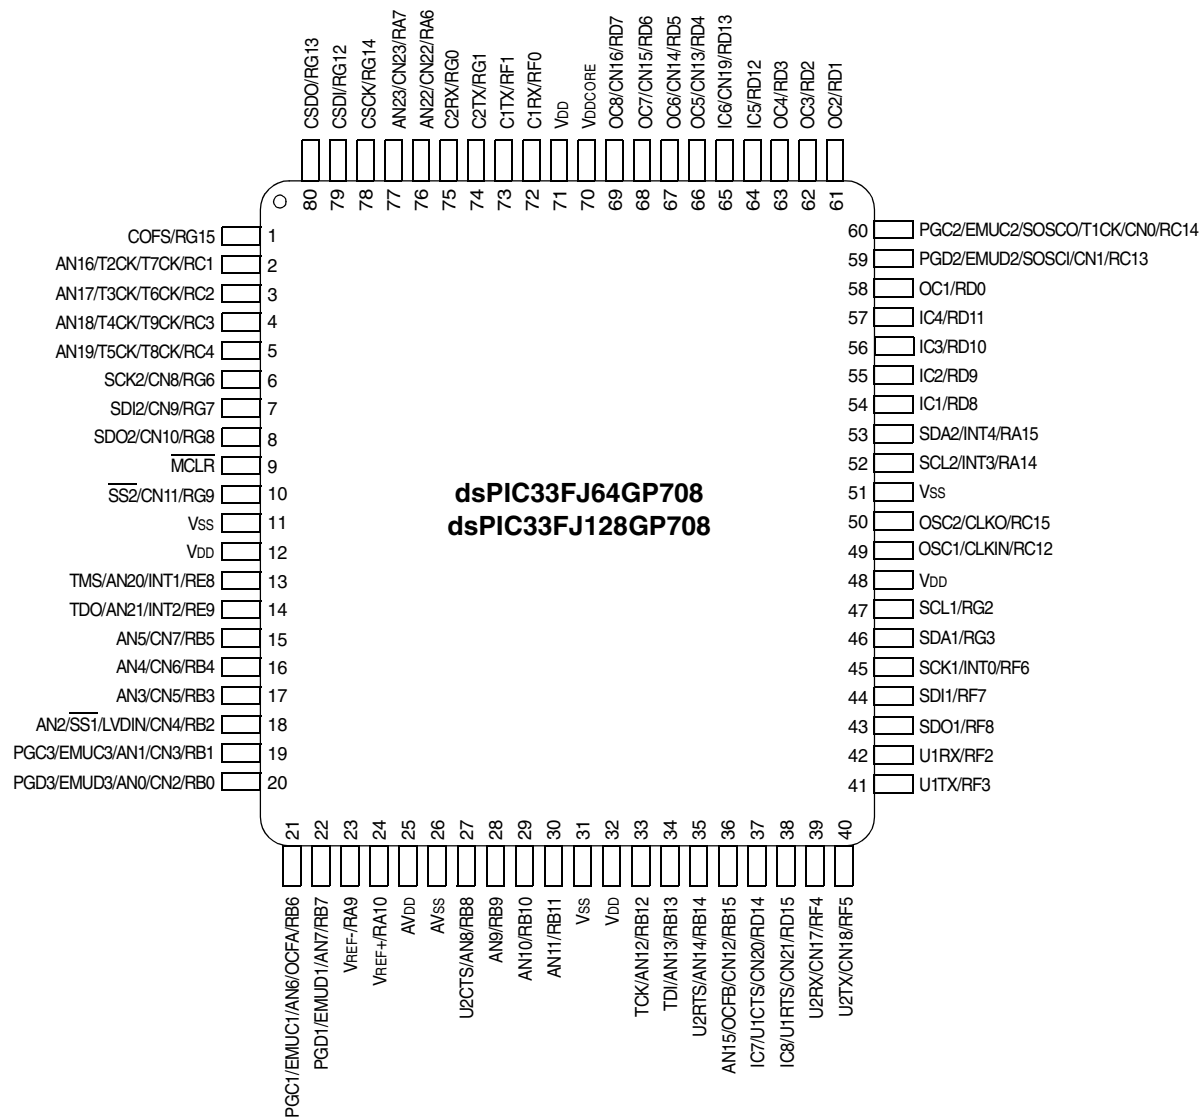 CSDO/RG13
CSDI/RG12
CSCK/RG14
AN23/CN23/RA7
AN22/CN22/RA6
C2RX/RG0
C2TX/RG1
C1TX/RF1
C1RX/RF0
VDD
VDDCORE
OC8/CN16/RD7
OC7/CN15/RD6
OC6/CN14/RD5
OC5/CN13/RD4
IC6/CN19/RD13
IC5/RD12
OC4/RD3
OC3/RD2
OC2/RD1
80 79 78 77 76 75 74 73 72 71 70 69 68 67 66 65 64 63 62 61
COFS/RG15 1
AN16/T2CK/T7CK/RC1 2
AN17/T3CK/T6CK/RC2 3
AN18/T4CK/T9CK/RC3 4
AN19/T5CK/T8CK/RC4 5
SCK2/CN8/RG6 6
SDI2/CN9/RG7 7
SDO2/CN10/RG8 8
MCLR 9
SS2/CN11/RG9 10
VSS 11
VDD 12
TMS/AN20/INT1/RE8 13
TDO/AN21/INT2/RE9 14
AN5/CN7/RB5 15
AN4/CN6/RB4 16
AN3/CN5/RB3 17
AN2/SS1/LVDIN/CN4/RB2 18
PGC3/EMUC3/AN1/CN3/RB1 19
PGD3/EMUD3/AN0/CN2/RB0 20
dsPIC33FJ64GP708
dsPIC33FJ128GP708
60 PGC2/EMUC2/SOSCO/T1CK/CN0/RC14
59 PGD2/EMUD2/SOSCI/CN1/RC13
58 OC1/RD0
57 IC4/RD11
56 IC3/RD10
55 IC2/RD9
54 IC1/RD8
53 SDA2/INT4/RA15
52 SCL2/INT3/RA14
51 VSS
50 OSC2/CLKO/RC15
49 OSC1/CLKIN/RC12
48 VDD
47 SCL1/RG2
46 SDA1/RG3
45 SCK1/INT0/RF6
44 SDI1/RF7
43 SDO1/RF8
42 U1RX/RF2
41 U1TX/RF3
21 22 23 24 25 26 27 28 29 30 31 32 33 34 35 36 37 38 39 40
PGC1/EMUC1/AN6/OCFA/RB6
PGD1/EMUD1/AN7/RB7
VREF-/RA9
VREF+/RA10
AVDD
AVSS
U2CTS/AN8/RB8
AN9/RB9
AN10/RB10
AN11/RB11
VSS
VDD
TCK/AN12/RB12
TDI/AN13/RB13
U2RTS/AN14/RB14
AN15/OCFB/CN12/RB15
IC7/U1CTS/CN20/RD14
IC8/U1RTS/CN21/RD15
U2RX/CN17/RF4
U2TX/CN18/RF5